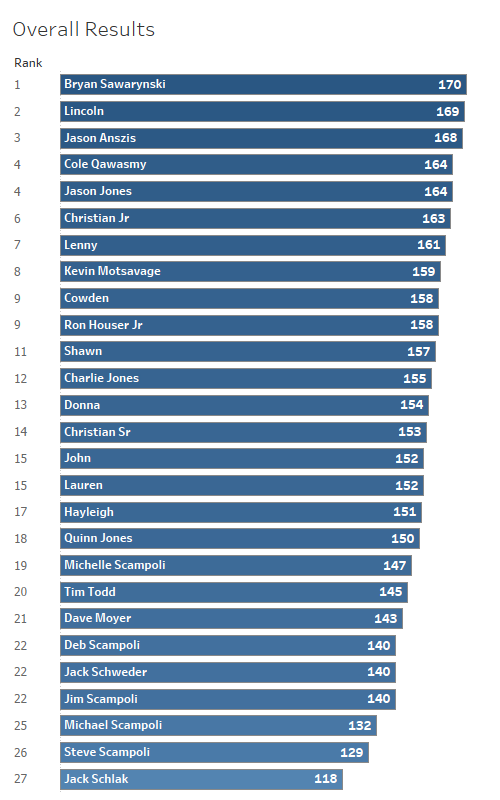 Overall Results
Rank
1 Bryan Sawarynski 170
2 Lincoln 169
3 Jason Anszis 168
4 Cole Qawasmy 164
4 Jason Jones 164
6 Christian Jr 163
7 Lenny 161
8 Kevin Motsavage 159
9 Cowden 158
9 Ron Houser Jr 158
11 Shawn 157
12 Charlie Jones 155
13 Donna 154
14 Christian Sr 153
15 John 152
15 Lauren 152
17 Hayleigh 151
18 Quinn Jones 150
19 Michelle Scampoli 147
20 Tim Todd 145
21 Dave Moyer 143
22 Deb Scampoli 140
22 Jack Schweder 140
22 Jim Scampoli 140
25 Michael Scampoli 132
26 Steve Scampoli 129
27 Jack Schlak 118